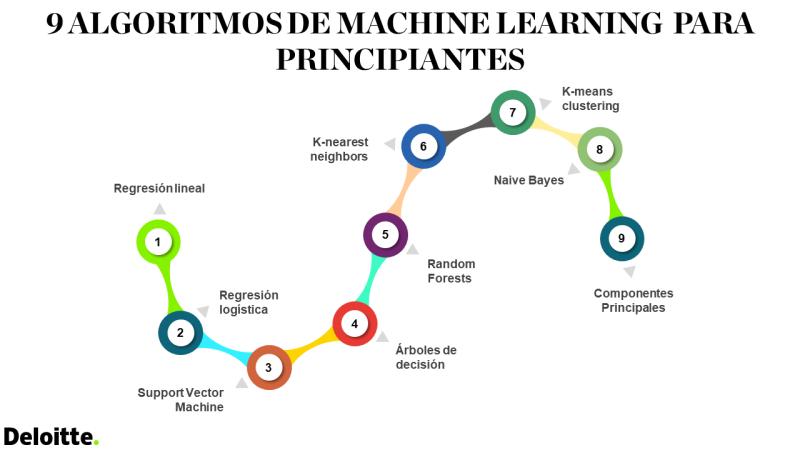 9 ALGORITMOS DE MACHINE LEARNING PARA
PRINCIPIANTES
1
Regresión lineal
2
Regresión
logística
3
Support Vector
Machine
4
Árboles de
decisión
5
Random
Forests
6
K-nearest
neighbors
7
K-means
clustering
8
Naive Bayes
9
Componentes
Principales
Deloitte.